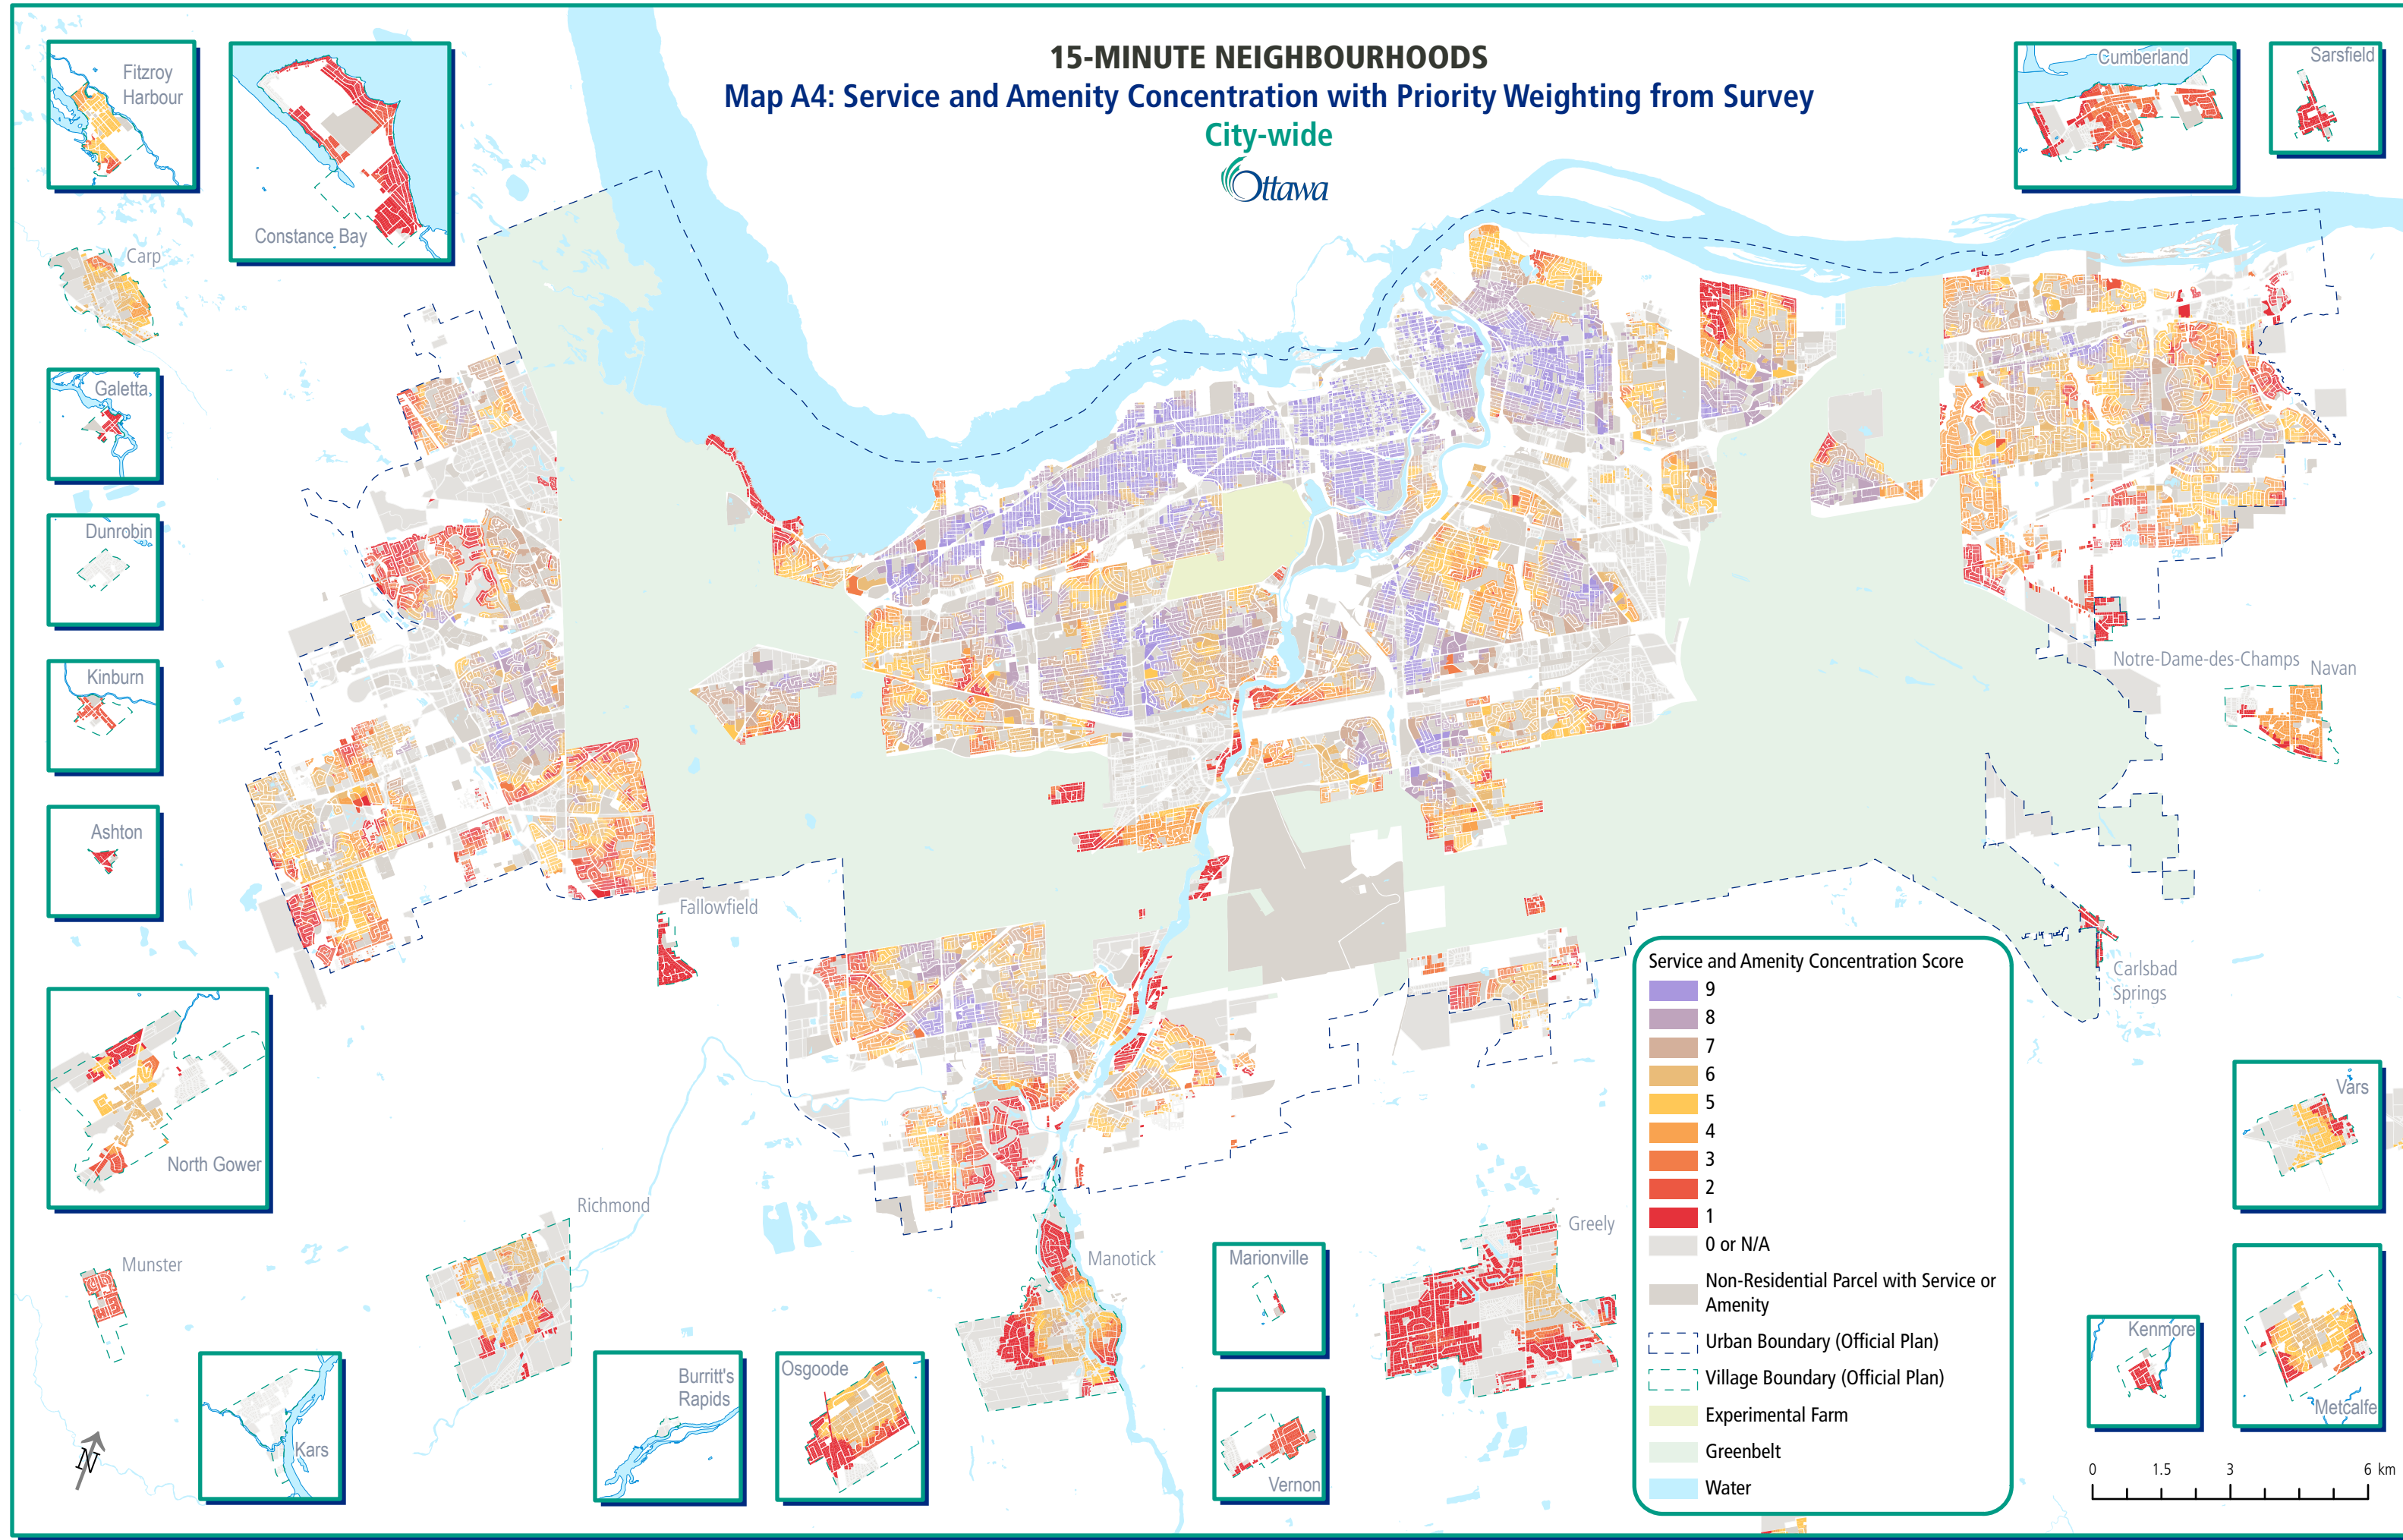 15-MINUTE NEIGHBOURHOODS
Map A4: Service and Amenity Concentration with Priority Weighting from Survey
City-wide
Ottawa
Fitzroy
Harbour
Constance Bay
Cumberland
Sarsfield
Carp
Galetta
Dunrobin
Kinburn
Ashton
Notre-Dame-des-Champs
Navan
Fallowfield
Carlsbad
Springs
North Gower
Vars
Richmond
Munster
Manotick
Marionville
Greely
Kars
Burritt's
Rapids
Osgoode
Vernon
Kenmore
Metcalfe
N
Service and Amenity Concentration Score
9
8
7
6
5
4
3
2
1
0 or N/A
Non-Residential Parcel with Service or
Amenity
Urban Boundary (Official Plan)
Village Boundary (Official Plan)
Experimental Farm
Greenbelt
Water
0 1.5 3 6 km